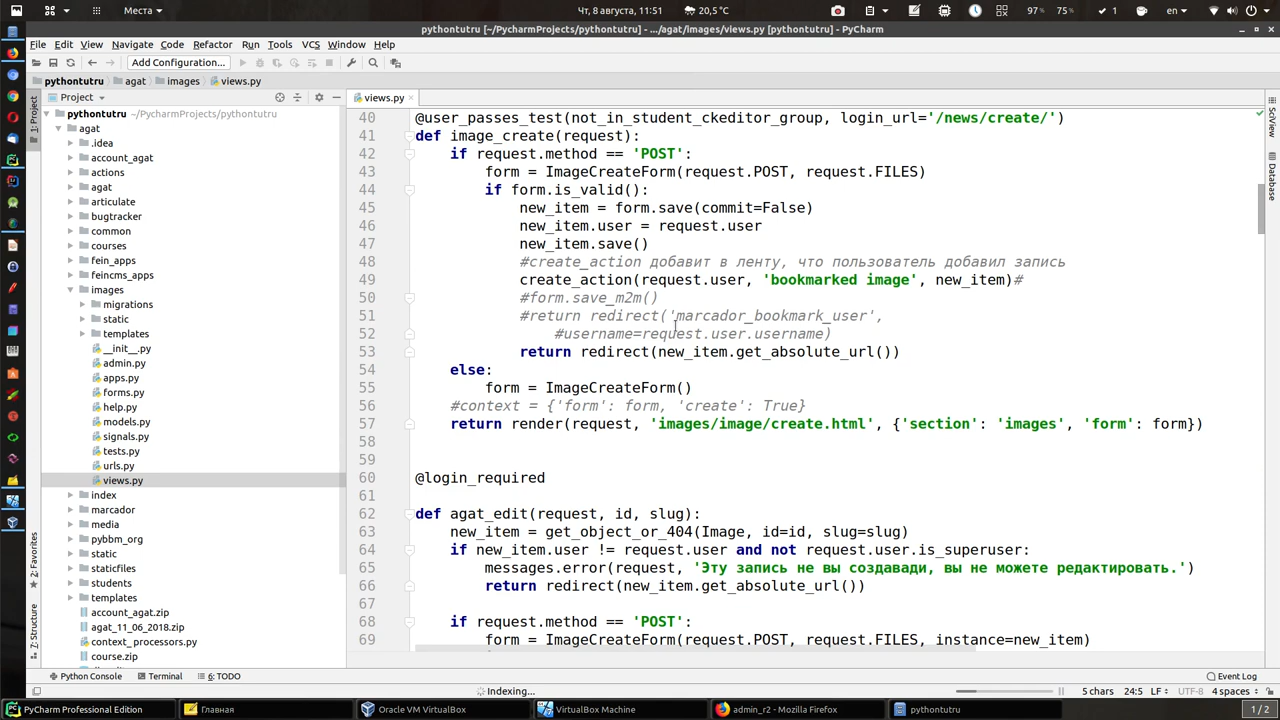 Места
Чт, 8 августа, 11:51
20,5 °C
97 %
75 %
1
en
pythontutru [~/PycharmProjects/pythontutru] - .../agat/images/views.py [pythontutru] - PyCharm
File Edit View Navigate Code Refactor Run Tools VCS Window Help
Add Configuration...
pythontutru agat images views.py
Project
views.py
1: Project
pythontutru ~/PycharmProjects/pythontutru
agat
.idea
account_agat
actions
agat
articulate
bugtracker
common
courses
fein_apps
feincms_apps
images
migrations
static
templates
__init__.py
admin.py
apps.py
forms.py
help.py
models.py
signals.py
tests.py
urls.py
views.py
index
marcador
media
pybbm_org
static
staticfiles
students
templates
account_agat.zip
agat_11_06_2018.zip
context_processors.py
course.zip
2: Favorites
7: Structure
40 @user_passes_test(not_in_student_ckeditor_group, login_url='/news/create/')
41 def image_create(request):
42 if request.method == 'POST':
43 form = ImageCreateForm(request.POST, request.FILES)
44 if form.is_valid():
45 new_item = form.save(commit=False)
46 new_item.user = request.user
47 new_item.save()
48 #create_action добавит в ленту, что пользователь добавил запись
49 create_action(request.user, 'bookmarked image', new_item)#
50 #form.save_m2m()
51 #return redirect('marcador_bookmark_user',
52 #username=request.user.username)
53 return redirect(new_item.get_absolute_url())
54 else:
55 form = ImageCreateForm()
56 #context = {'form': form, 'create': True}
57 return render(request, 'images/image/create.html', {'section': 'images', 'form': form})
58
59
60 @login_required
61
62 def agat_edit(request, id, slug):
63 new_item = get_object_or_404(Image, id=id, slug=slug)
64 if new_item.user != request.user and not request.user.is_superuser:
65 messages.error(request, 'Эту запись не вы создавади, вы не можете редактировать.')
66 return redirect(new_item.get_absolute_url())
67
68 if request.method == 'POST':
69 form = ImageCreateForm(request.POST, request.FILES, instance=new_item)
SciView
Database
Python Console Terminal 6: TODO Event Log
Indexing... 5 chars 24:5 LF UTF-8 4 spaces
PyCharm Professional Edition Главная Oracle VM VirtualBox VirtualBox Machine admin_r2 - Mozilla Firefox pythontutru 1 / 2